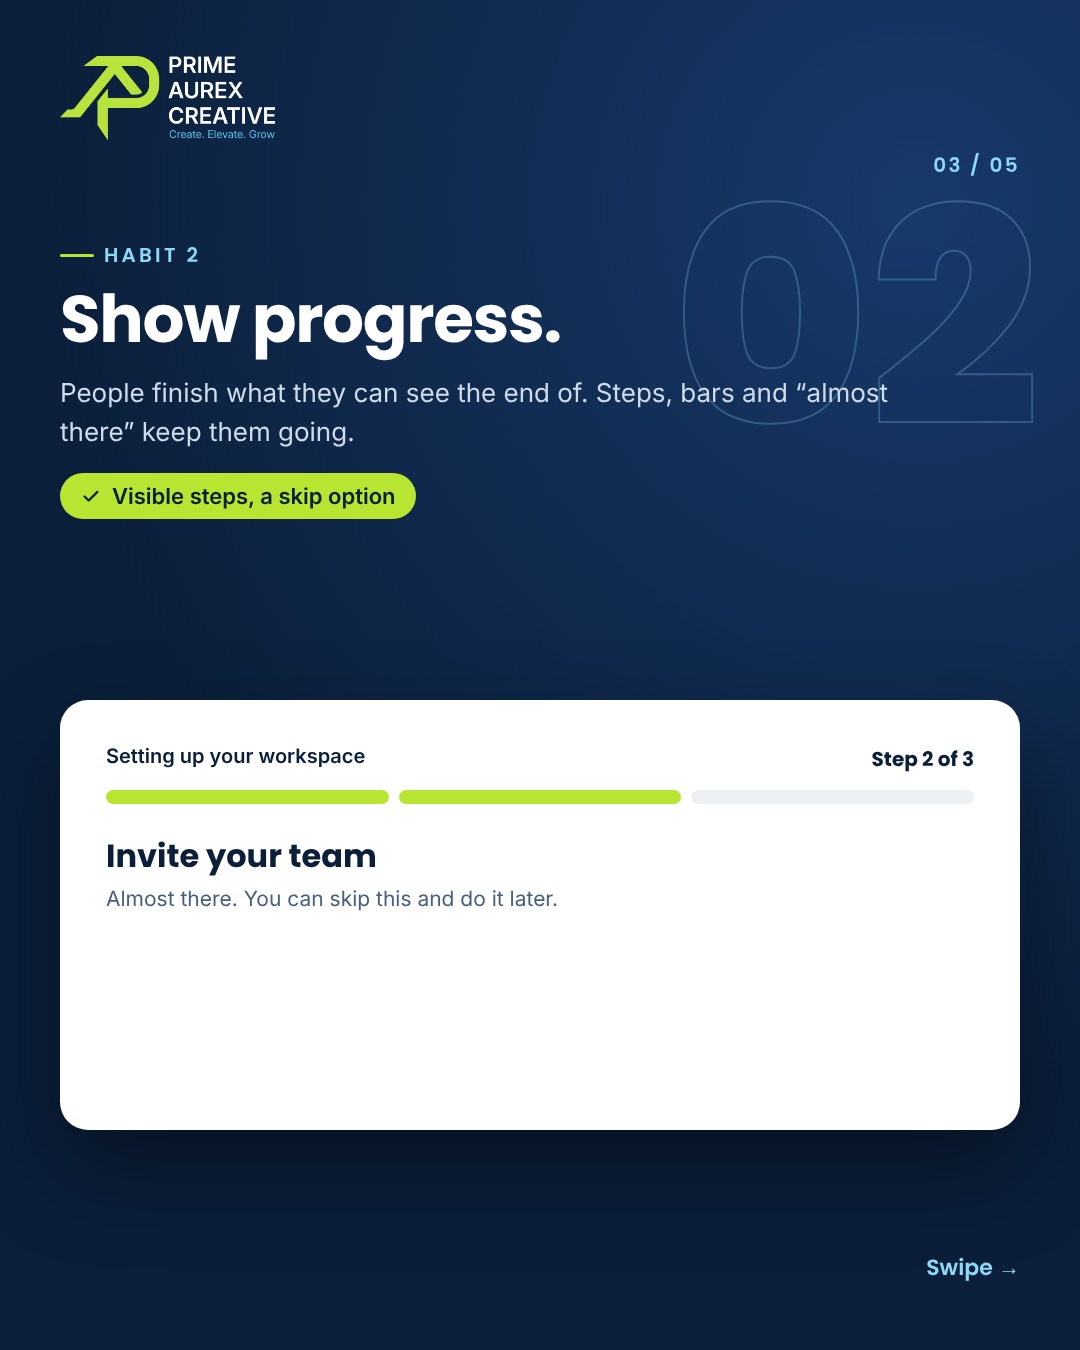 PRIME
AUREX
CREATIVE
Create. Elevate. Grow
03 / 05
02
HABIT 2
Show progress.
People finish what they can see the end of. Steps, bars and “almost
there” keep them going.
✓ Visible steps, a skip option
Setting up your workspace
Step 2 of 3
Invite your team
Almost there. You can skip this and do it later.
Swipe →